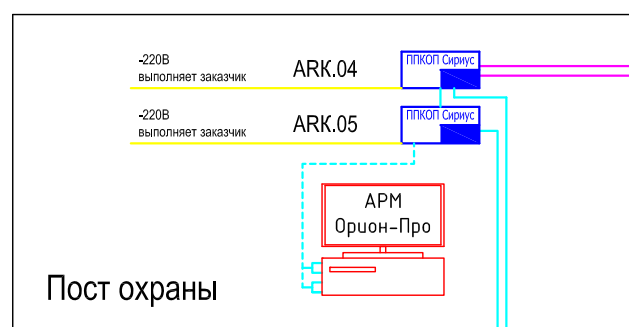 -220В
выполняет заказчик
ARK.04
ППКОП Сириус
-220В
выполняет заказчик
ARK.05
ППКОП Сириус
АРМ
Орион-Про
Пост охраны